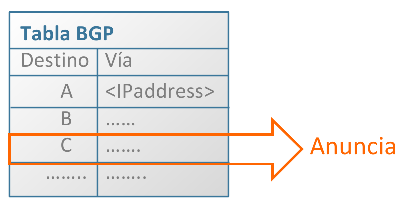 Tabla BGP
Destino Vía
A <IPaddress>
B ......
C .......
Anuncia
........ ........